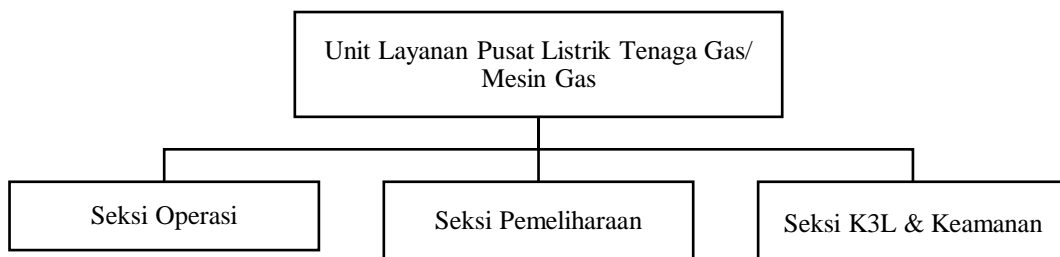 Unit Layanan Pusat Listrik Tenaga Gas/
Mesin Gas
Seksi Operasi
Seksi Pemeliharaan
Seksi K3L & Keamanan